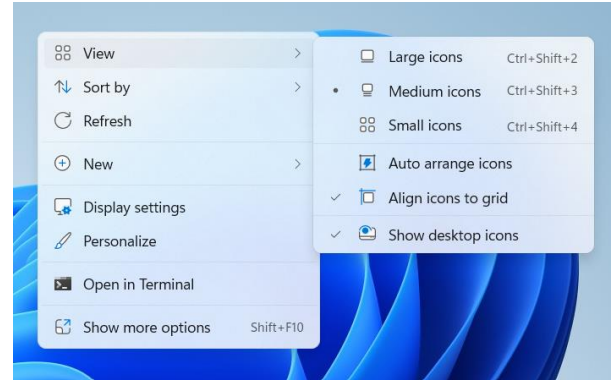 View
Sort by
Refresh
New
Display settings
Personalize
Open in Terminal
Show more options Shift+F10
Large icons Ctrl+Shift+2
Medium icons Ctrl+Shift+3
Small icons Ctrl+Shift+4
Auto arrange icons
Align icons to grid
Show desktop icons